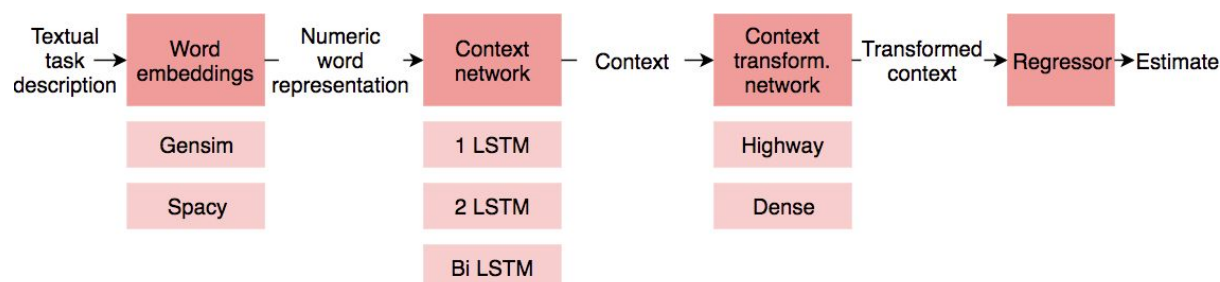 Textual
task
description
Word
embeddings
Numeric
word
representation
Context
network
Context
Context
transform.
network
Transformed
context
Regressor
Estimate
Gensim
1 LSTM
Highway
Spacy
2 LSTM
Dense
Bi LSTM